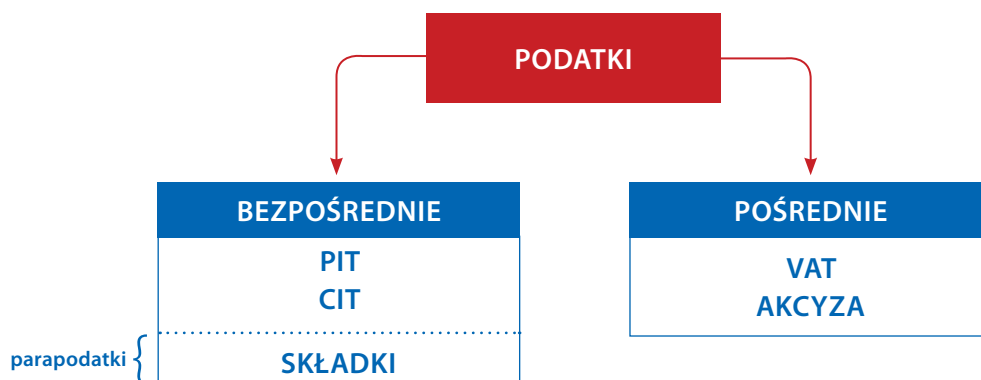 PODATKI
BEZPOŚREDNIE
PIT
CIT
parapodatki
SKŁADKI
POŚREDNIE
VAT
AKCYZA